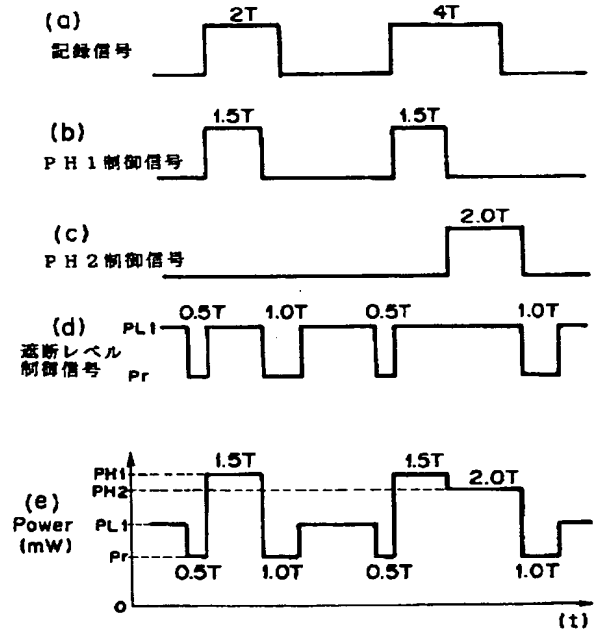 (a)
記録信号
2T 4T
(b)
PH1制御信号
1.5T 1.5T
(c)
PH2制御信号
2.0T
(d)
遮断レベル
制御信号
PL1
Pr
0.5T 1.0T 0.5T 1.0T
(e)
Power
(mW)
PH1
PH2
PL1
Pr
0
1.5T 1.5T 2.0T
0.5T 1.0T 0.5T 1.0T
(t)